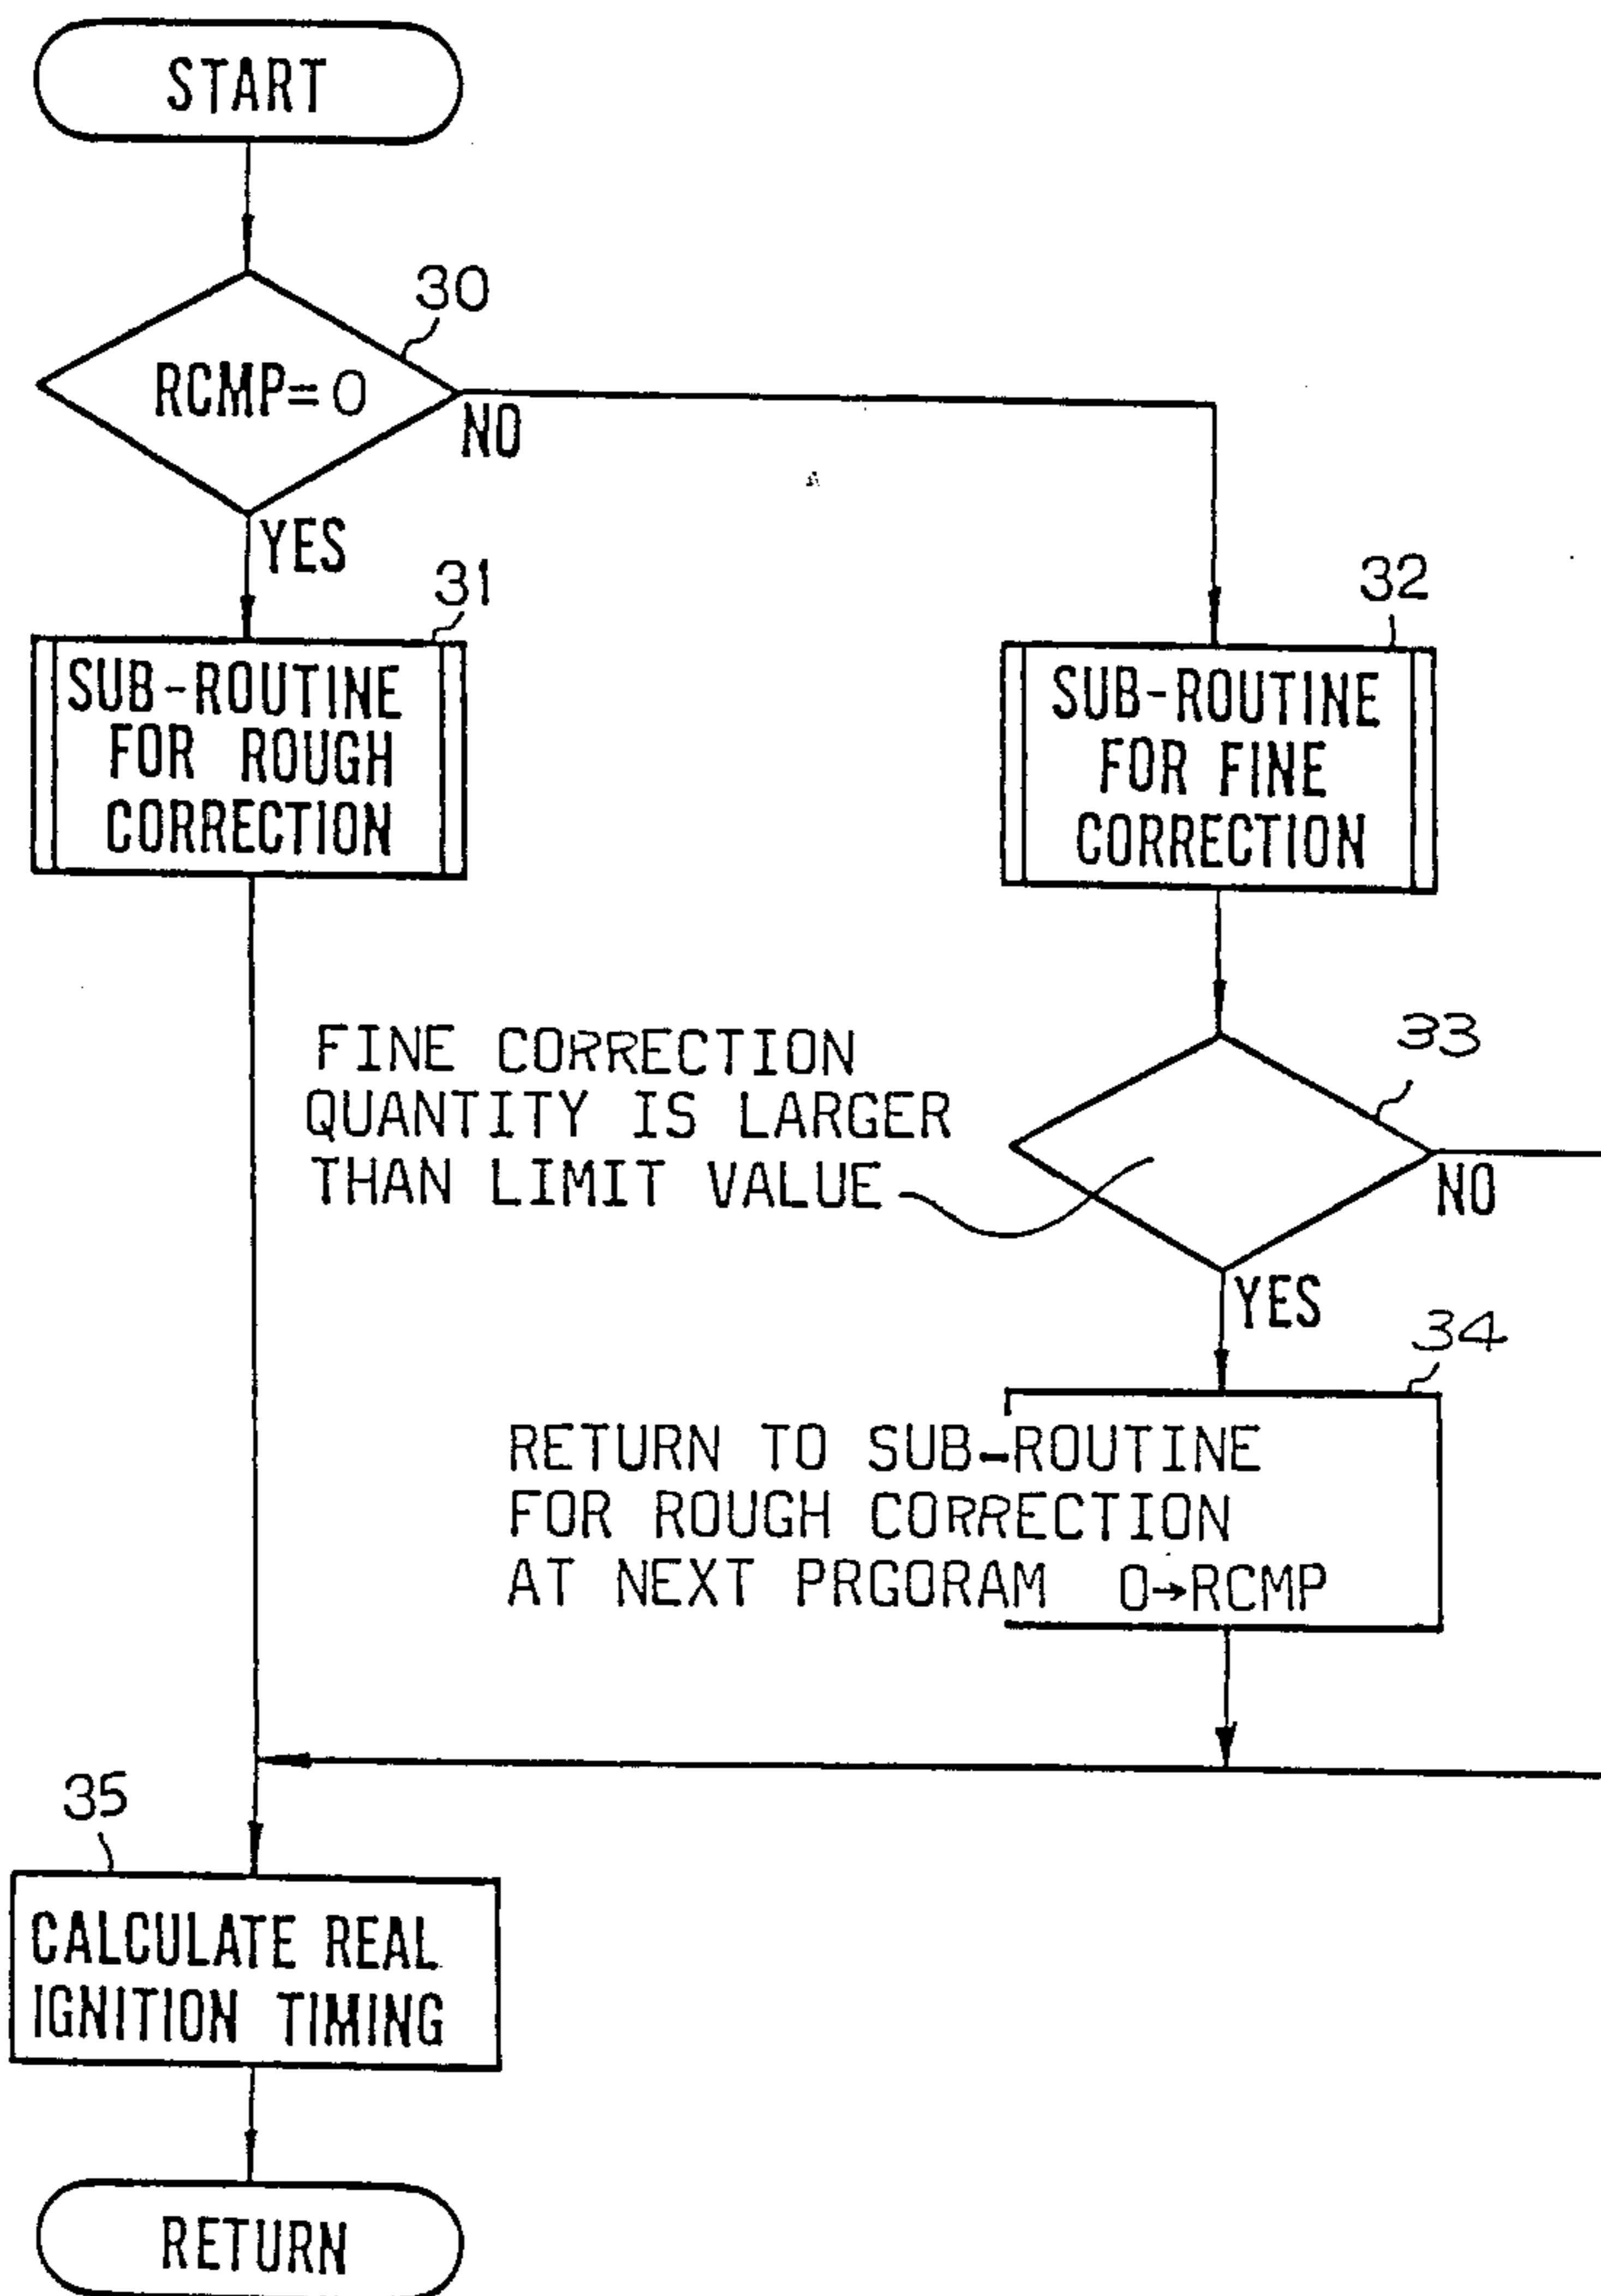 START
30
RCMP=0
NO
YES
31
SUB-ROUTINE
FOR ROUGH
CORRECTION
32
SUB-ROUTINE
FOR FINE
CORRECTION
33
FINE CORRECTION
QUANTITY IS LARGER
THAN LIMIT VALUE
NO
YES
34
RETURN TO SUB-ROUTINE
FOR ROUGH CORRECTION
AT NEXT PRGORAM 0→RCMP
35
CALCULATE REAL
IGNITION TIMING
RETURN